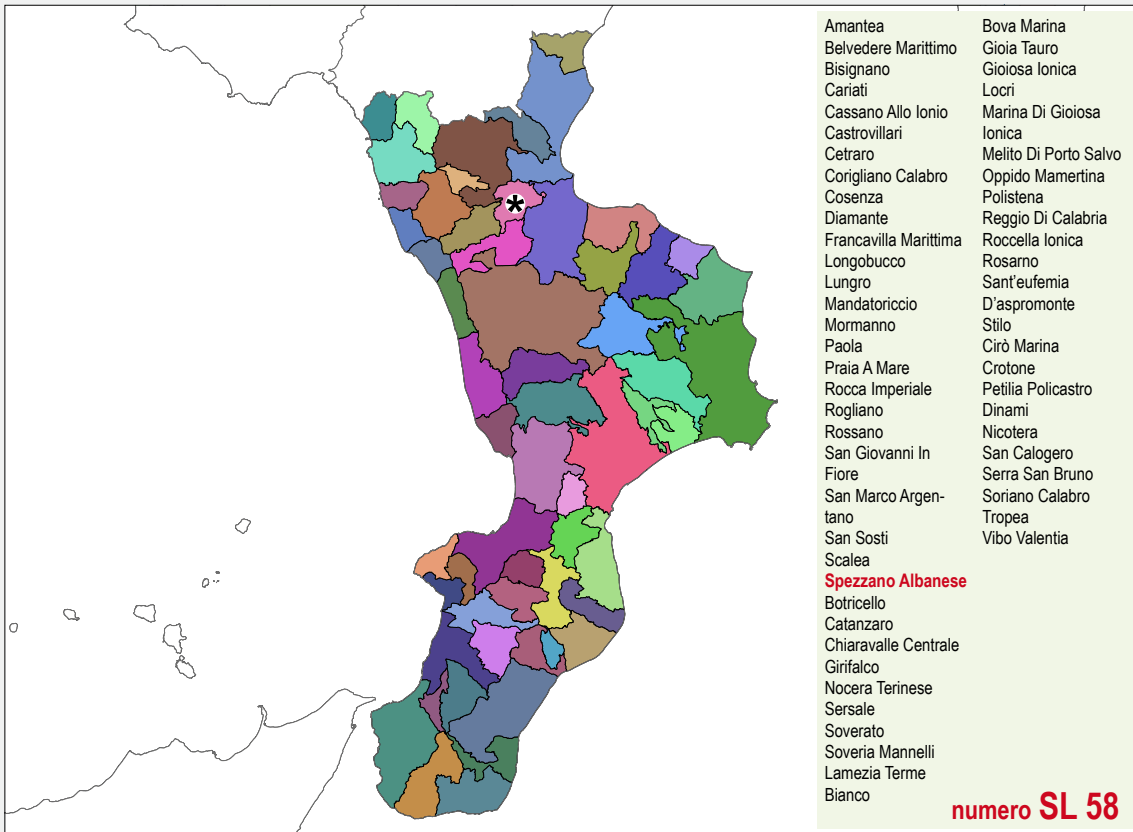 Amantea
Belvedere Marittimo
Bisignano
Cariati
Cassano Allo Ionio
Castrovillari
Cetraro
Corigliano Calabro
Cosenza
Diamante
Francavilla Marittima
Longobucco
Lungro
Mandatoriccio
Mormanno
Paola
Praia A Mare
Rocca Imperiale
Rogliano
Rossano
San Giovanni In
Fiore
San Marco Argen-
tano
San Sosti
Scalea
Spezzano Albanese
Botricello
Catanzaro
Chiaravalle Centrale
Girifalco
Nocera Terinese
Sersale
Soverato
Soveria Mannelli
Lamezia Terme
Bianco
Bova Marina
Gioia Tauro
Gioiosa Ionica
Locri
Marina Di Gioiosa
Ionica
Melito Di Porto Salvo
Oppido Mamertina
Polistena
Reggio Di Calabria
Roccella Ionica
Rosarno
Sant'eufemia
D'aspromonte
Stilo
Cirò Marina
Crotone
Petilia Policastro
Dinami
Nicotera
San Calogero
Serra San Bruno
Soriano Calabro
Tropea
Vibo Valentia
numero SL 58
*